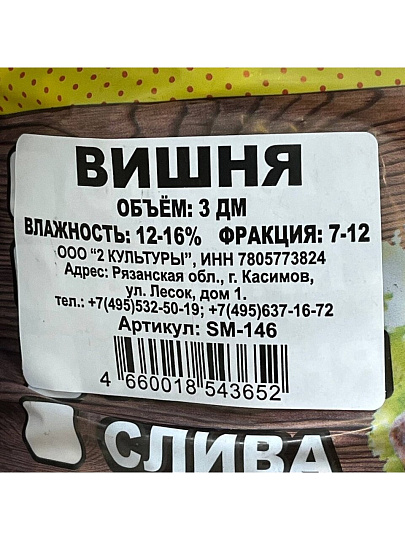 ВИШНЯ
ОБЪЁМ: 3 ДМ
ВЛАЖНОСТЬ: 12-16% ФРАКЦИЯ: 7-12
ООО "2 КУЛЬТУРЫ", ИНН 7805773824
Адрес: Рязанская обл., г. Касимов,
ул. Лесок, дом 1.
тел.: +7(495)532-50-19; +7(495)637-16-72
Артикул: SM-146
4 660018 543652
СЛИВА